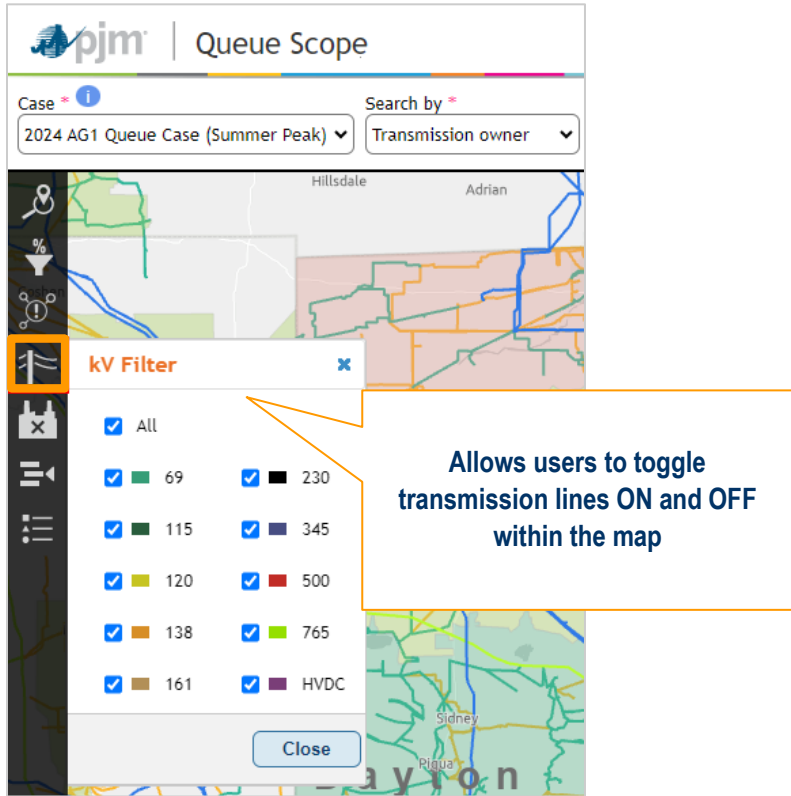 pjm
Queue Scope
Case * i
Search by *
2024 AG1 Queue Case (Summer Peak)
Transmission owner
Hillsdale
Adrian
%
Goshen
kV Filter
×
All
69
230
115
345
120
500
138
765
161
HVDC
Close
Allows users to toggle
transmission lines ON and OFF
within the map
Sidney
Piqua
Dayton